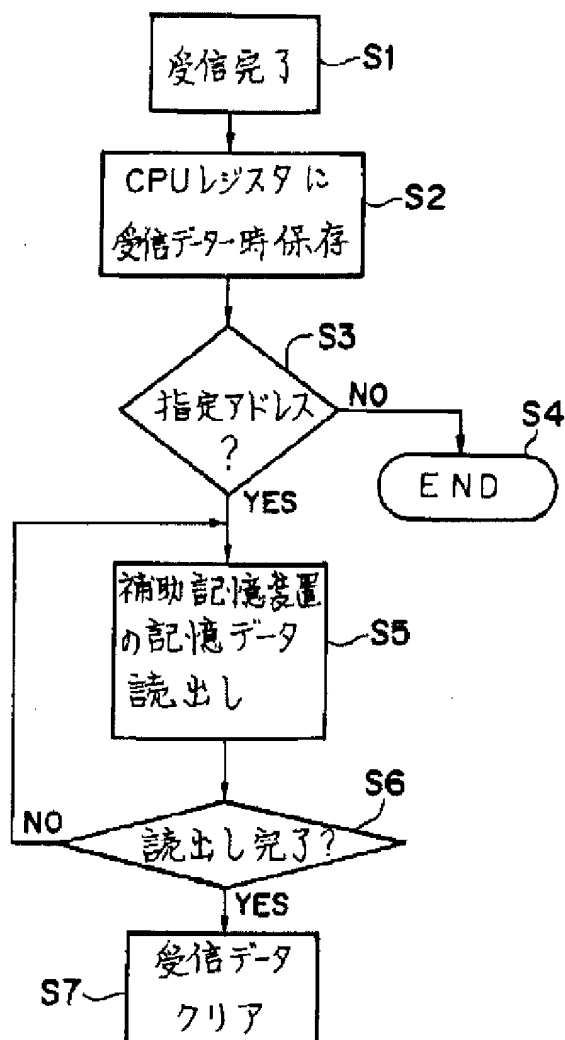 受信完了
S1
CPUレジスタに
受信データ一時保存
S2
S3
指定アドレス
?
NO
S4
END
YES
補助記憶装置
の記憶データ
読出し
S5
S6
読出し完了?
NO
YES
受信データ
クリア
S7